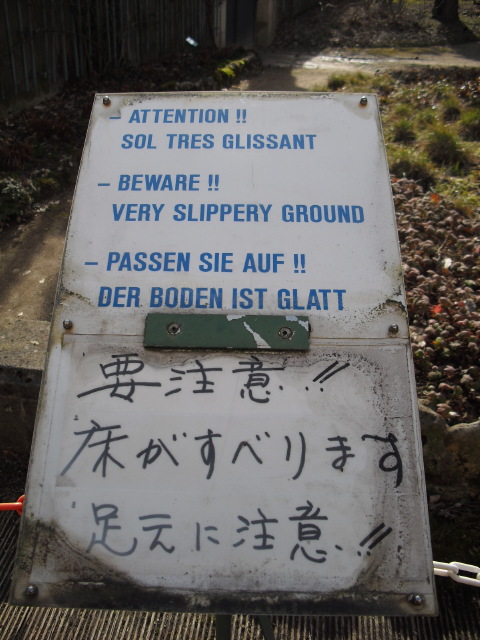 – ATTENTION !!
SOL TRES GLISSANT
– BEWARE !!
VERY SLIPPERY GROUND
– PASSEN SIE AUF !!
DER BODEN IST GLATT
要注意!!
床がすべります
足元に注意!!